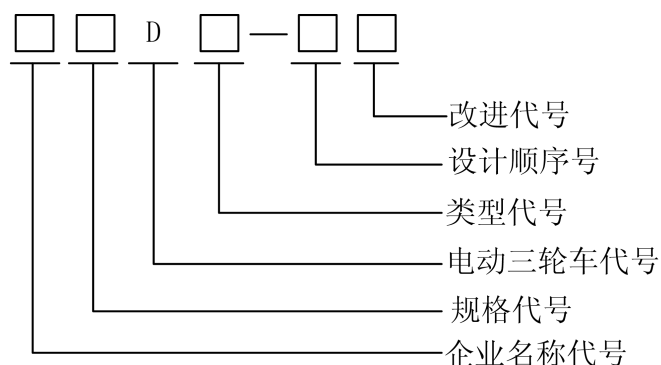 □□D□—□□
改进代号
设计顺序号
类型代号
电动三轮车代号
规格代号
企业名称代号